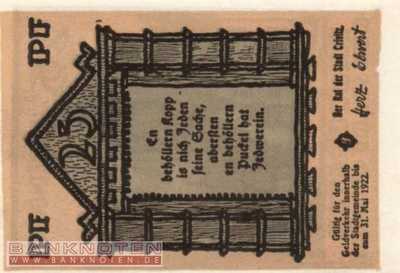 PF 25 PF
En
behöllern Kopp
is nich Jeden
seine Sache,
abersten
en behöllern
Puckel hat
Jedwerein.
Gültig für den
Geldverkehr innerhalb
der Stadtgemeinde bis
zum 31. Mai 1922.
Der Rat der Stadt Crivitz.
BANKNOTEN
WWW.BANKNOTEN.DE